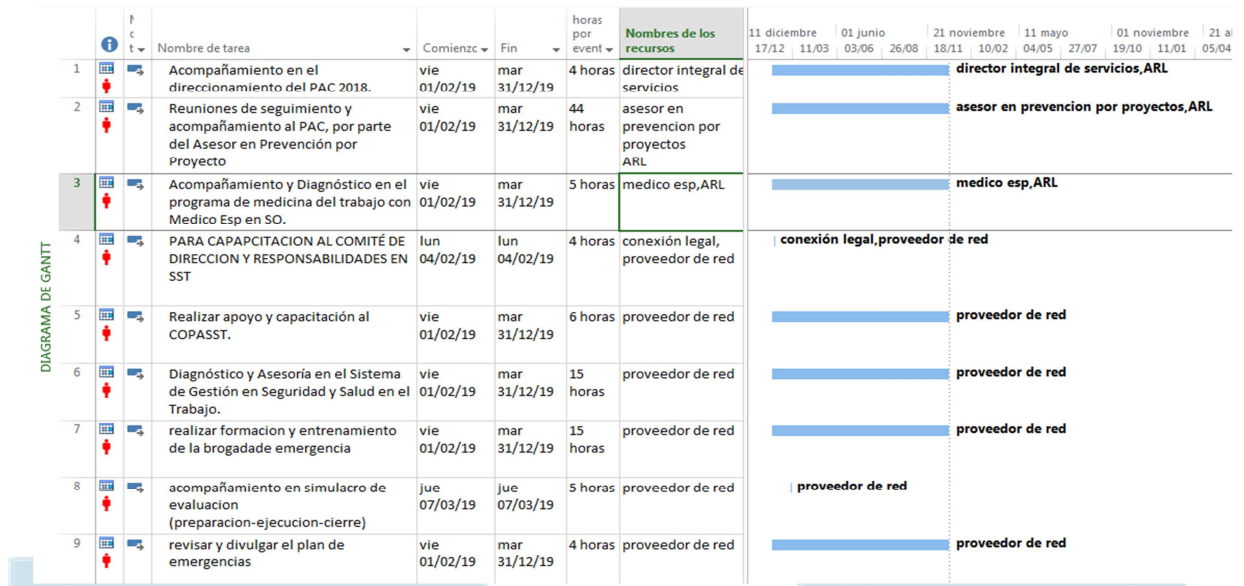 horas
por
event
Nombres de los
recursos
Nombre de tarea
Comienzo
Fin
11 diciembre 01 junio 21 noviembre 11 mayo 01 noviembre 21
17/12 11/03 03/06 26/08 18/11 10/02 04/05 27/07 19/10 11/01 05/04
DIAGRAMA DE GANTT
1
Acompañamiento en el
direccionamiento del PAC 2018.
vie
01/02/19
mar
31/12/19
4 horas
director integral de
servicios
director integral de servicios,ARL
2
Reuniones de seguimiento y
acompañamiento al PAC, por parte
del Asesor en Prevención por
Proyecto
vie
01/02/19
mar
31/12/19
44
horas
asesor en
prevencion por
proyectos
ARL
asesor en prevencion por proyectos,ARL
3
Acompañamiento y Diagnóstico en el
programa de medicina del trabajo con
Medico Esp en SO.
vie
01/02/19
mar
31/12/19
5 horas
medico esp,ARL
medico esp,ARL
4
PARA CAPAPCITACION AL COMITÉ DE
DIRECCION Y RESPONSABILIDADES EN
SST
lun
04/02/19
lun
04/02/19
4 horas
conexión legal,
proveedor de red
conexión legal,proveedor de red
5
Realizar apoyo y capacitación al
COPASST.
vie
01/02/19
mar
31/12/19
6 horas
proveedor de red
proveedor de red
6
Diagnóstico y Asesoría en el Sistema
de Gestión en Seguridad y Salud en el
Trabajo.
vie
01/02/19
mar
31/12/19
15
horas
proveedor de red
proveedor de red
7
realizar formacion y entrenamiento
de la brogadade emergencia
vie
01/02/19
mar
31/12/19
15
horas
proveedor de red
proveedor de red
8
acompañamiento en simulacro de
evaluacion
(preparacion-ejecucion-cierre)
jue
07/03/19
jue
07/03/19
5 horas
proveedor de red
proveedor de red
9
revisar y divulgar el plan de
emergencias
vie
01/02/19
mar
31/12/19
4 horas
proveedor de red
proveedor de red